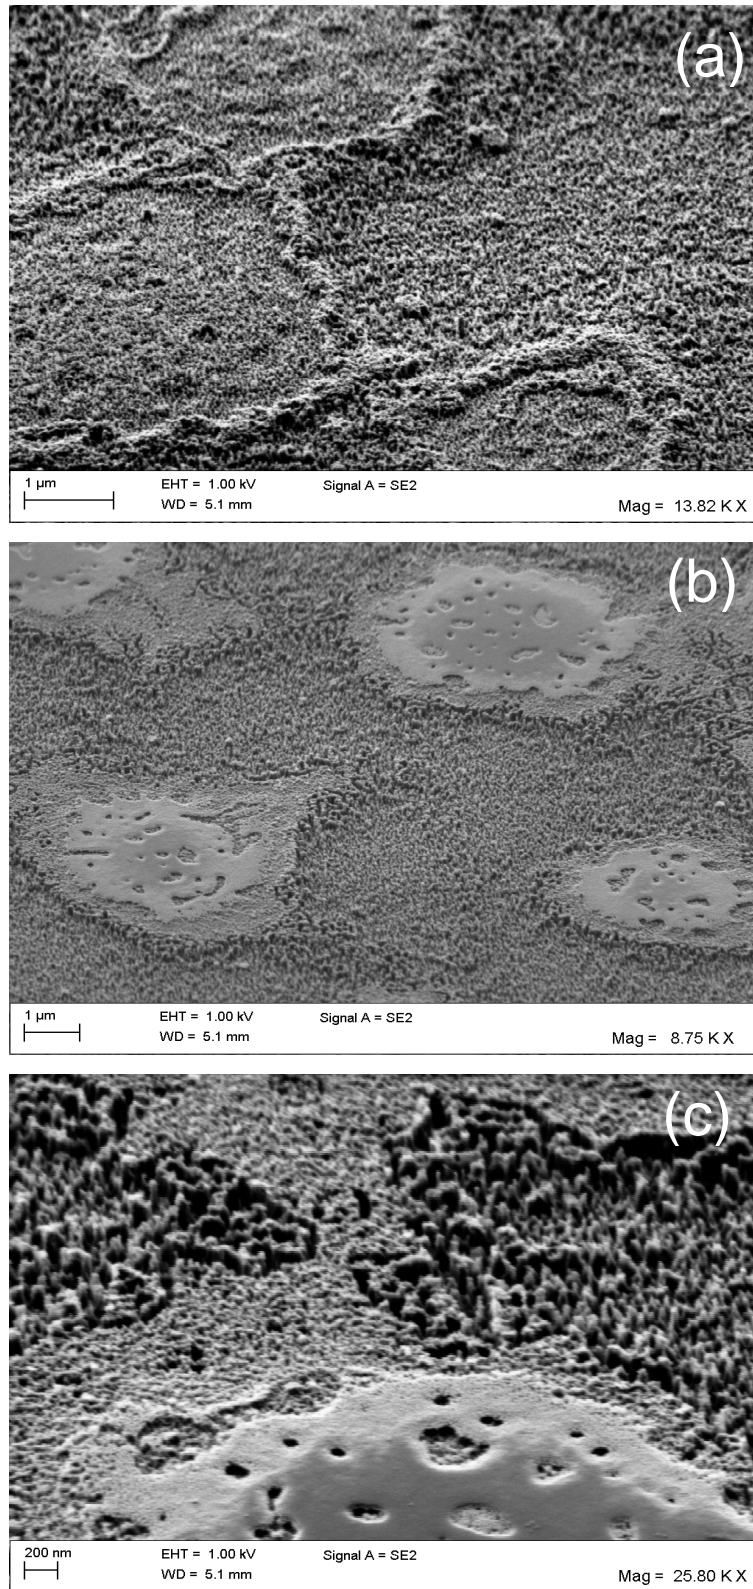 (a)
1 µm
EHT = 1.00 kV
Signal A = SE2
WD = 5.1 mm
Mag = 13.82 K X
(b)
1 µm
EHT = 1.00 kV
Signal A = SE2
WD = 5.1 mm
Mag = 8.75 K X
(c)
200 nm
EHT = 1.00 kV
Signal A = SE2
WD = 5.1 mm
Mag = 25.80 K X